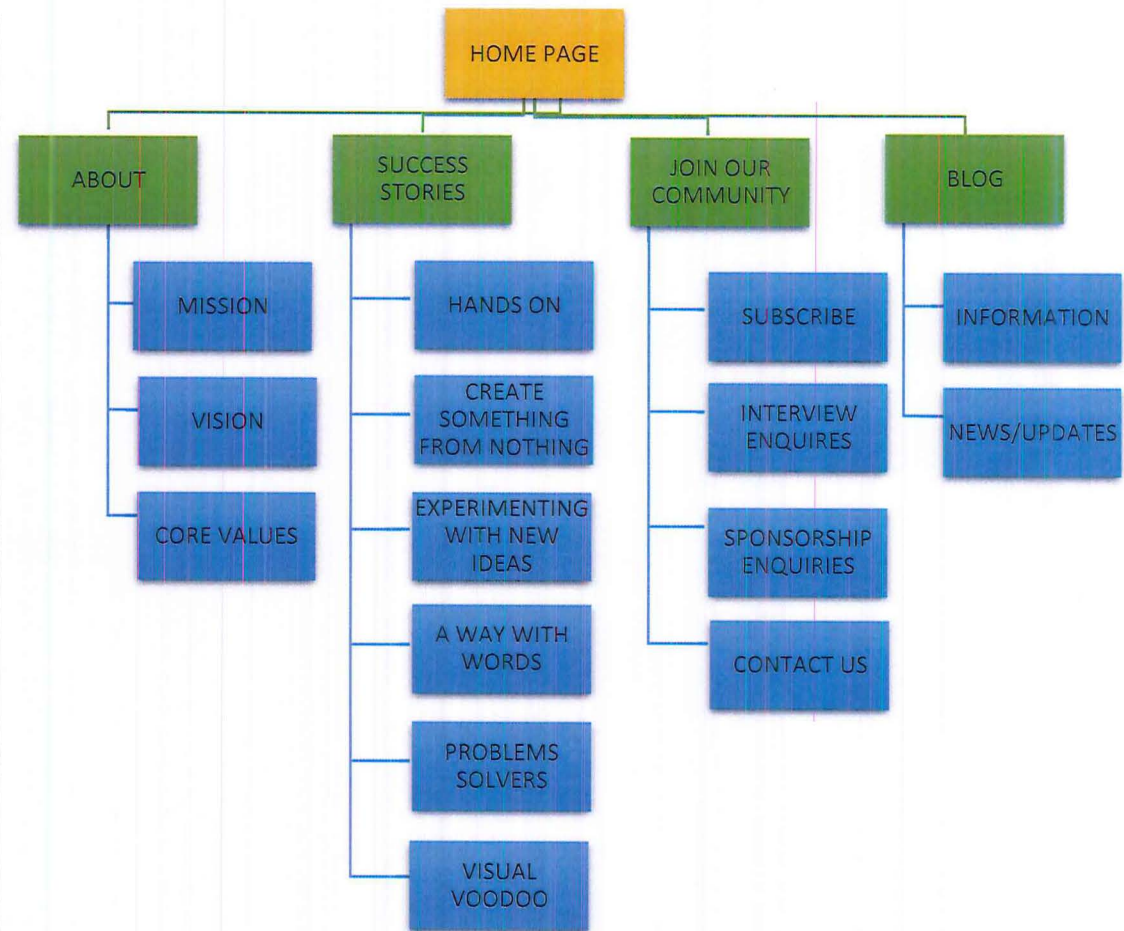 HOME PAGE
ABOUT
SUCCESS
STORIES
JOIN OUR
COMMUNITY
BLOG
MISSION
VISION
CORE VALUES
HANDS ON
CREATE
SOMETHING
FROM NOTHING
EXPERIMENTING
WITH NEW
IDEAS
A WAY WITH
WORDS
PROBLEMS
SOLVERS
VISUAL
VOODOO
SUBSCRIBE
INTERVIEW
ENQUIRES
SPONSORSHIP
ENQUIRIES
CONTACT US
INFORMATION
NEWS/UPDATES